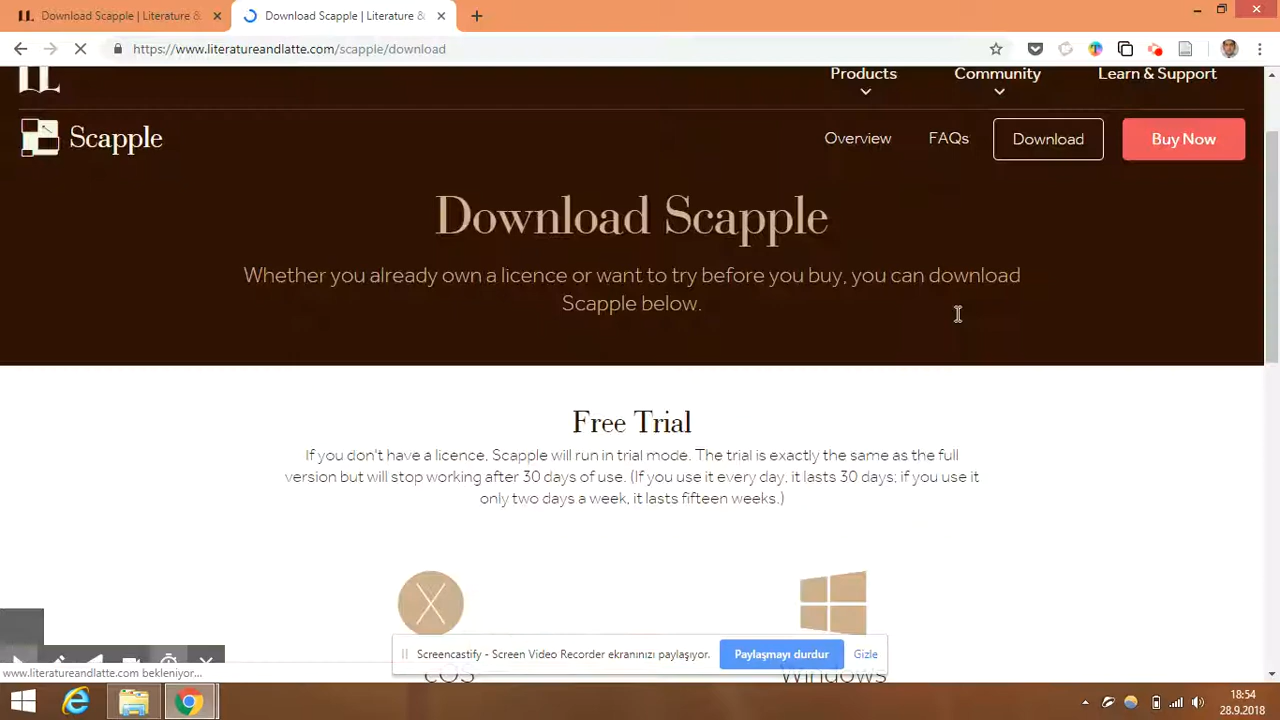 Download Scapple | Literature &
Download Scapple | Literature &
https://www.literatureandlatte.com/scapple/download
Products
Community
Learn & Support
Scapple
Overview
FAQs
Download
Buy Now
Download Scapple
Whether you already own a licence or want to try before you buy, you can download
Scapple below.
Free Trial
If you don't have a licence, Scapple will run in trial mode. The trial is exactly the same as the full
version but will stop working after 30 days of use. (If you use it every day, it lasts 30 days; if you use it
only two days a week, it lasts fifteen weeks.)
Screencastify - Screen Video Recorder ekranınızı paylaşıyor.
Paylaşmayı durdur
Gizle
cOS
Windows
www.literatureandlatte.com bekleniyor...
18:54
28.9.2018